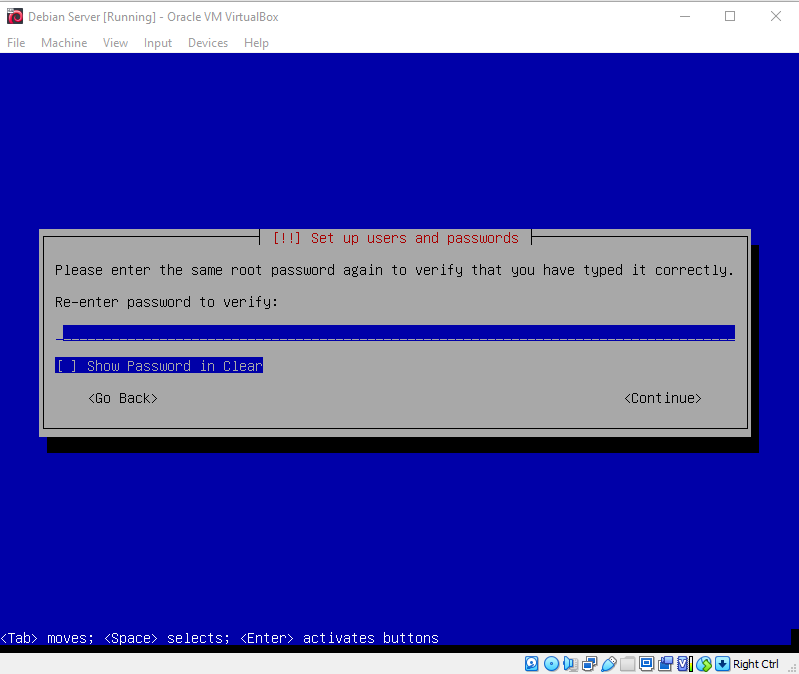 Debian Server [Running] - Oracle VM VirtualBox
File Machine View Input Devices Help
[!!] Set up users and passwords
Please enter the same root password again to verify that you have typed it correctly.
Re-enter password to verify:
[ ] Show Password in Clear
<Go Back> <Continue>
<Tab> moves; <Space> selects; <Enter> activates buttons
Right Ctrl